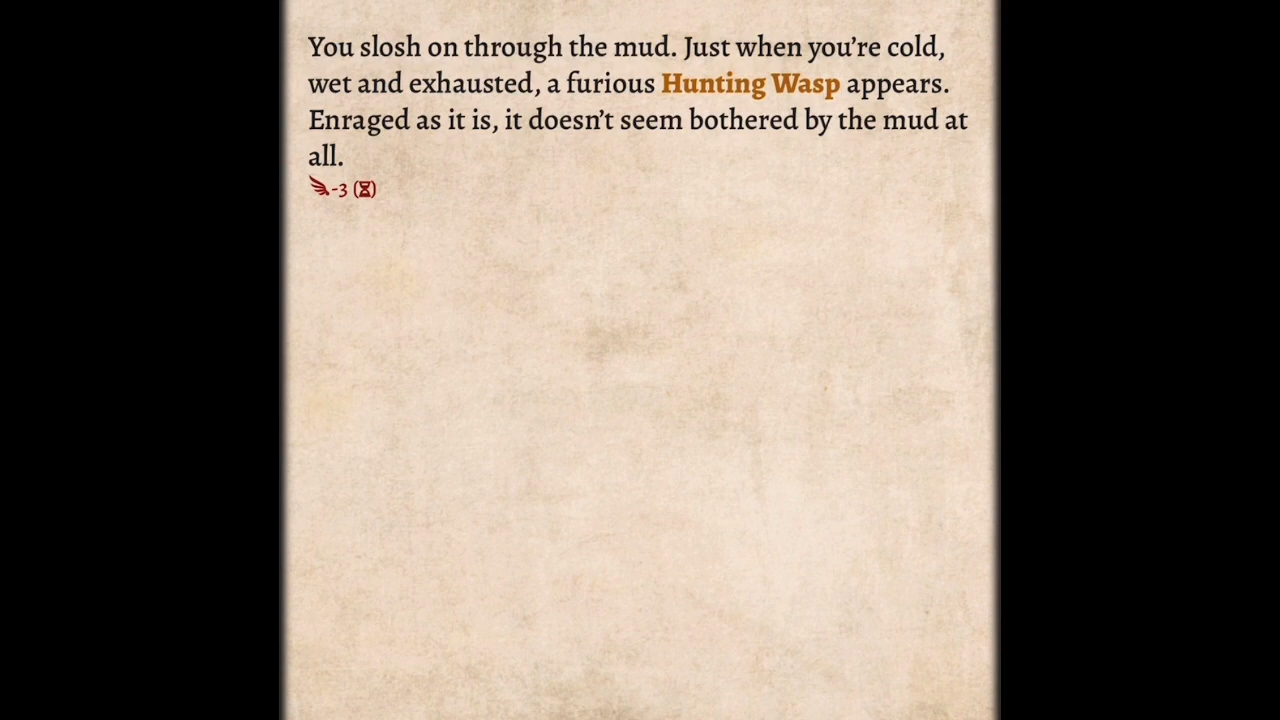 You slosh on through the mud. Just when you’re cold,
wet and exhausted, a furious Hunting Wasp appears.
Enraged as it is, it doesn’t seem bothered by the mud at
all.
-3 (⌛)